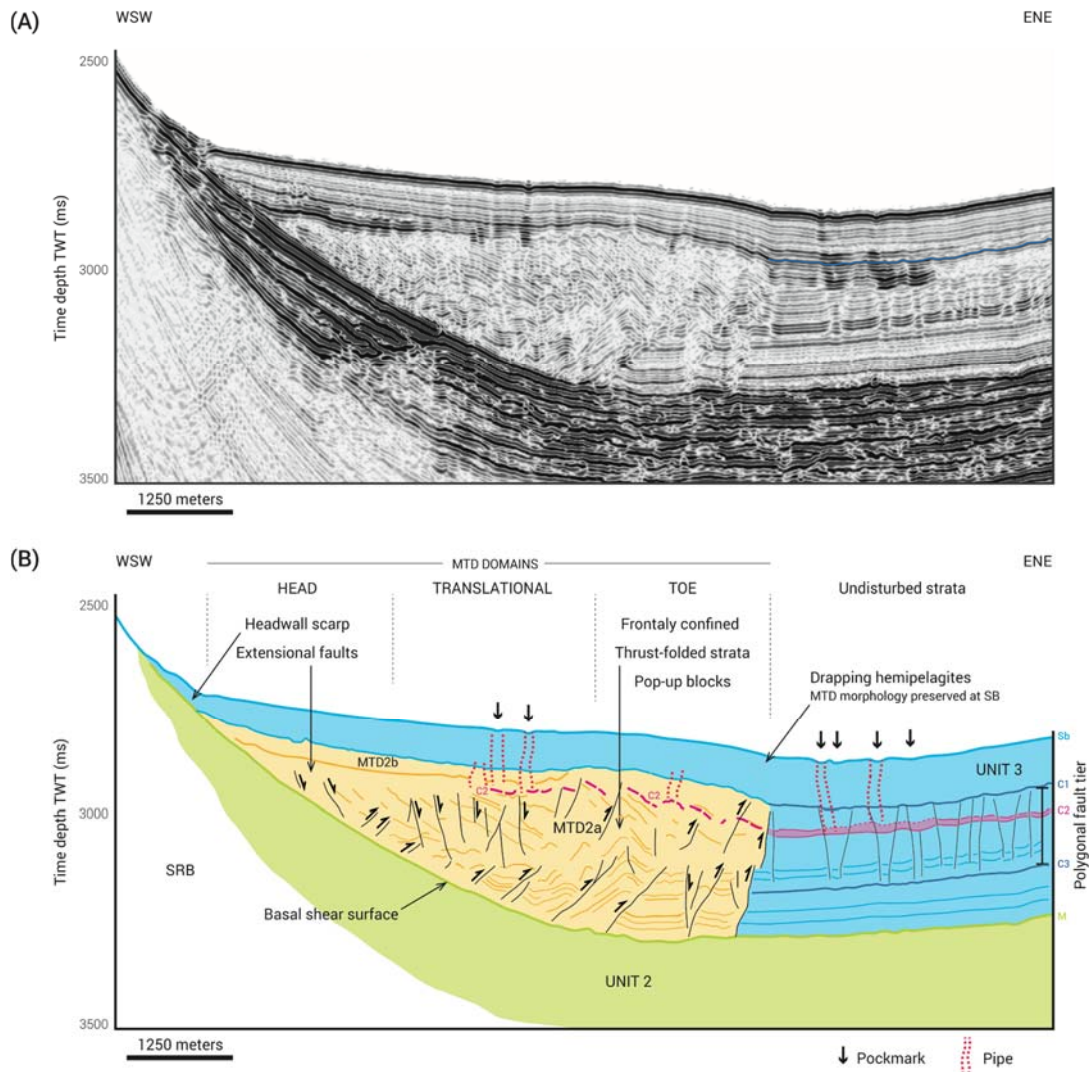 (A)
WSW
ENE
2500
3000
3500
Time depth TWT (ms)
1250 meters
(B)
WSW
ENE
MTD DOMAINS
HEAD
TRANSLATIONAL
TOE
Undisturbed strata
2500
3000
3500
Time depth TWT (ms)
Headwall scarp
Extensional faults
Frontaly confined
Thrust-folded strata
Pop-up blocks
Drapping hemipelagites
MTD morphology preserved at SB
MTD2b
C2
C2
MTD2a
Sb
UNIT 3
C1
C2
C3
M
Polygonal fault tier
SRB
Basal shear surface
UNIT 2
1250 meters
Pockmark
Pipe